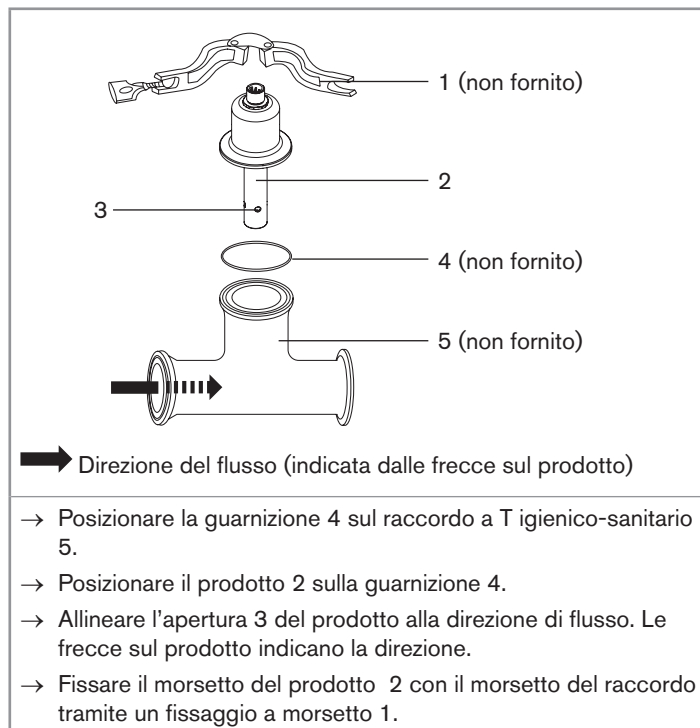 1 (non fornito)
2
3
4 (non fornito)
5 (non fornito)
Direzione del flusso (indicata dalle frecce sul prodotto)
→ Posizionare la guarnizione 4 sul raccordo a T igienico-sanitario
5.
→ Posizionare il prodotto 2 sulla guarnizione 4.
→ Allineare l’apertura 3 del prodotto alla direzione di flusso. Le
frecce sul prodotto indicano la direzione.
→ Fissare il morsetto del prodotto 2 con il morsetto del raccordo
tramite un fissaggio a morsetto 1.